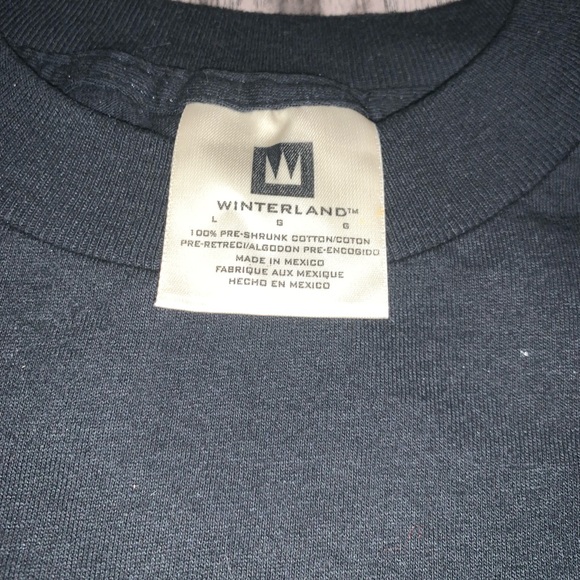 WINTERLAND™
L G G
100% PRE-SHRUNK COTTON/COTON
PRE-RETRECI/ALGODON PRE-ENCOGIDO
MADE IN MEXICO
FABRIQUE AUX MEXIQUE
HECHO EN MEXICO